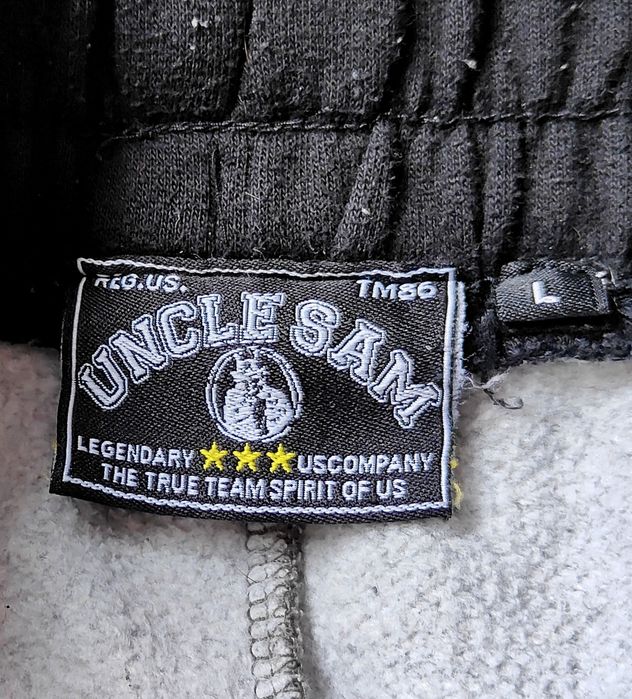 REG.US. TM86
UNCLE SAM
LEGENDARY ★★★ USCOMPANY
THE TRUE TEAM SPIRIT OF US
L